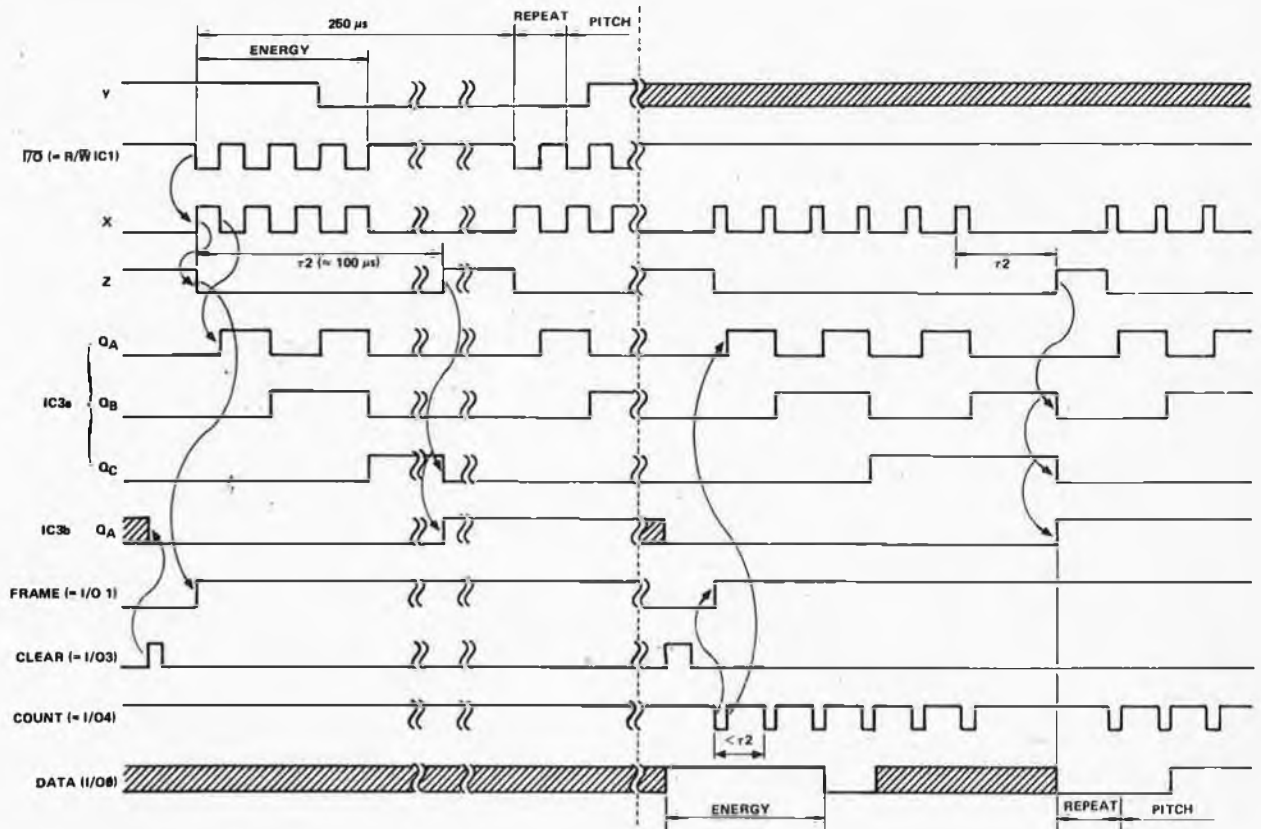 250 μs
REPEAT
PITCH
ENERGY
Y
I/O (= R/W IC1)
X
τ2 (≈ 100 μs)
τ2
Z
QA
IC3a
QB
QC
IC3b
QA
FRAME (= I/O 1)
CLEAR (= I/O3)
COUNT (= I/O4)
<τ2
DATA (I/O8)
ENERGY
REPEAT
PITCH